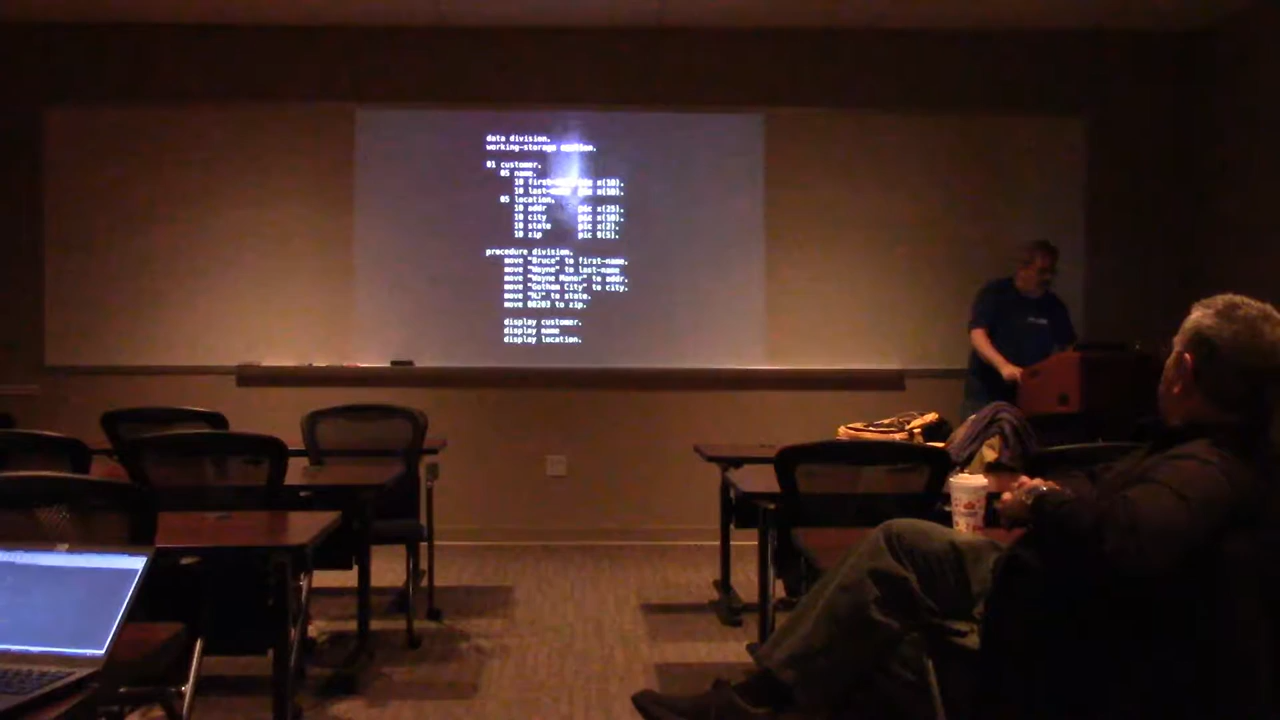 data division.
working-storage section.
01 customer.
05 name.
10 first-name pic x(10).
10 last-name pic x(10).
05 location.
10 addr pic x(25).
10 city pic x(10).
10 state pic x(2).
10 zip pic 9(5).
procedure division.
move "Bruce" to first-name.
move "Wayne" to last-name
move "Wayne Manor" to addr.
move "Gotham City" to city.
move "NJ" to state.
move 08203 to zip.
display customer.
display name
display location.